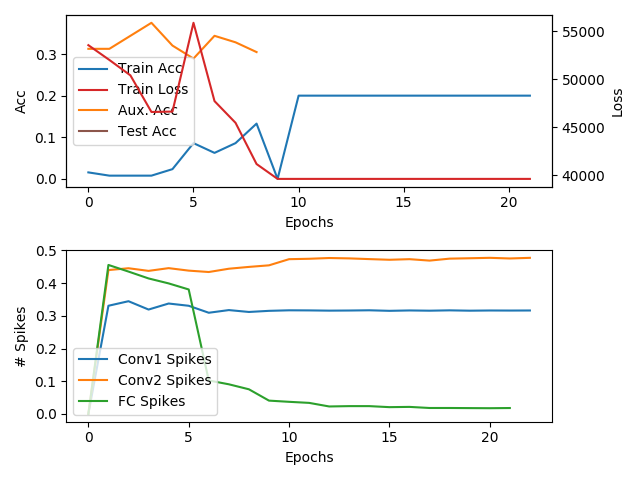 0.3
0.2
0.1
0.0
Acc
Train Acc
Train Loss
Aux. Acc
Test Acc
55000
50000
45000
40000
Loss
0 5 10 15 20
Epochs
0.5
0.4
0.3
0.2
0.1
0.0
# Spikes
Conv1 Spikes
Conv2 Spikes
FC Spikes
0 5 10 15 20
Epochs